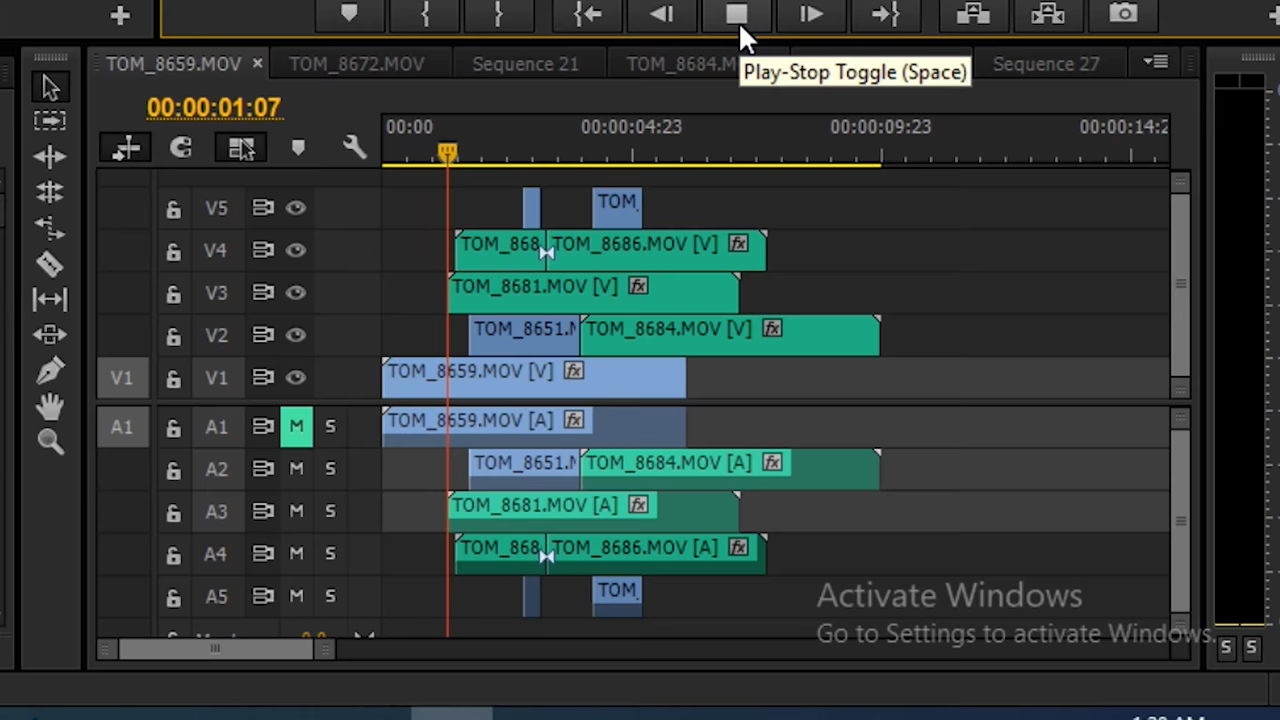 TOM_8659.MOV ×
TOM_8672.MOV
Sequence 21
TOM_8684.M
Sequence 27
Play-Stop Toggle (Space)
00:00:01:07
00:00
00:00:04:23
00:00:09:23
00:00:14:2
V5
TOM_
V4
TOM_868
TOM_8686.MOV [V] fx
V3
TOM_8681.MOV [V] fx
V2
TOM_8651.M
TOM_8684.MOV [V] fx
V1
V1
TOM_8659.MOV [V] fx
A1
A1
M
S
TOM_8659.MOV [A] fx
A2
M
S
TOM_8651.M
TOM_8684.MOV [A] fx
A3
M
S
TOM_8681.MOV [A] fx
A4
M
S
TOM_868
TOM_8686.MOV [A] fx
A5
M
S
TOM_
Activate Windows
Go to Settings to activate Windows.
S
S